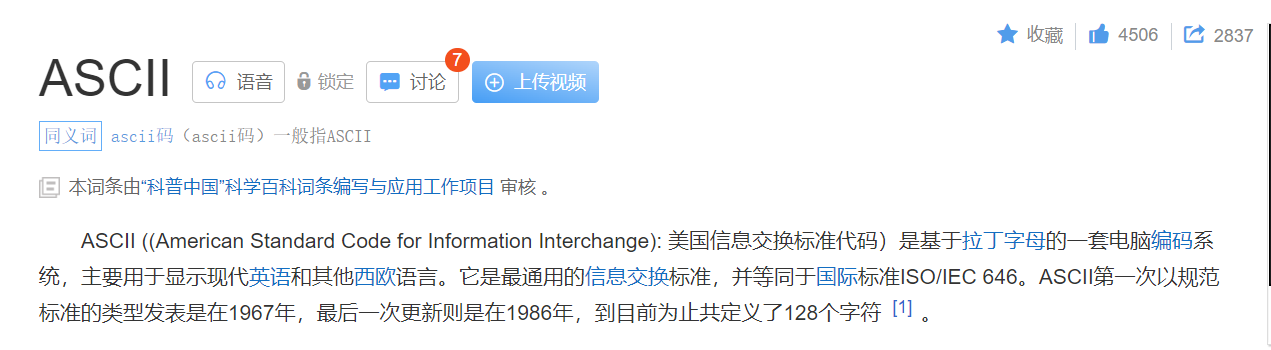 收藏 4506 2837
ASCII 语音 锁定 讨论 7 上传视频
同义词 ascii码（ascii码）一般指ASCII
本词条由“科普中国”科学百科词条编写与应用工作项目 审核 。
ASCII ((American Standard Code for Information Interchange): 美国信息交换标准代码）是基于拉丁字母的一套电脑编码系
统，主要用于显示现代英语和其他西欧语言。它是最通用的信息交换标准，并等同于国际标准ISO/IEC 646。ASCII第一次以规范
标准的类型发表是在1967年，最后一次更新则是在1986年，到目前为止共定义了128个字符 [1] 。